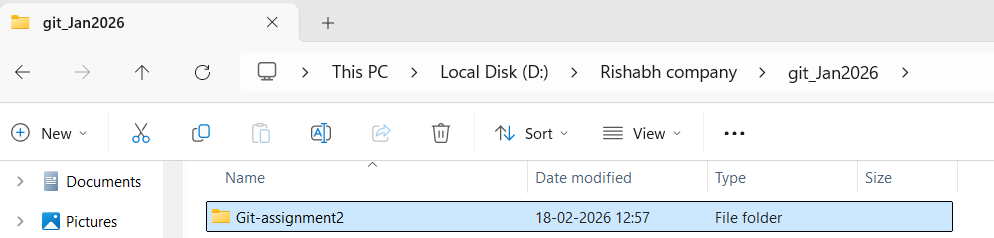 git_Jan2026
This PC Local Disk (D:) Rishabh company git_Jan2026
New Sort View
Documents
Pictures
Name Date modified Type Size
Git-assignment2 18-02-2026 12:57 File folder